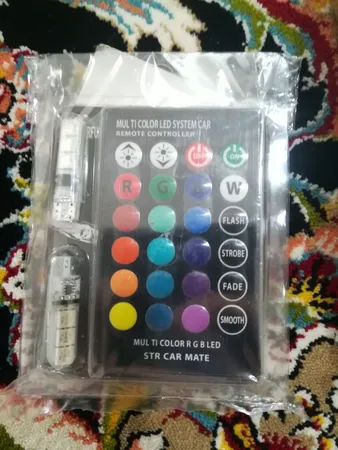 MUL TI COLOR LED SYSTEM CAR
REMOTE CONTROLLER
OFF
ON
R G W
FLASH
STROBE
FADE
SMOOTH
MUL TI COLOR R G B LED
STR CAR MATE